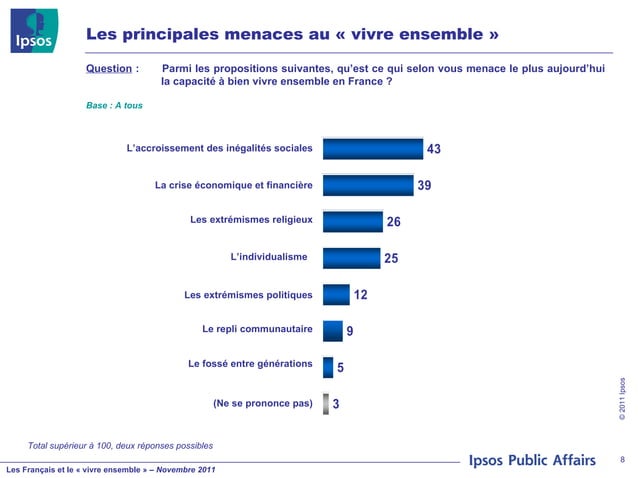 Ipsos
Les principales menaces au « vivre ensemble »
Question : Parmi les propositions suivantes, qu’est ce qui selon vous menace le plus aujourd’hui
la capacité à bien vivre ensemble en France ?
Base : A tous
L’accroissement des inégalités sociales 43
La crise économique et financière 39
Les extrémismes religieux 26
L’individualisme 25
Les extrémismes politiques 12
Le repli communautaire 9
Le fossé entre générations 5
(Ne se prononce pas) 3
© 2011 Ipsos
Total supérieur à 100, deux réponses possibles
Ipsos Public Affairs
8
Les Français et le « vivre ensemble » – Novembre 2011